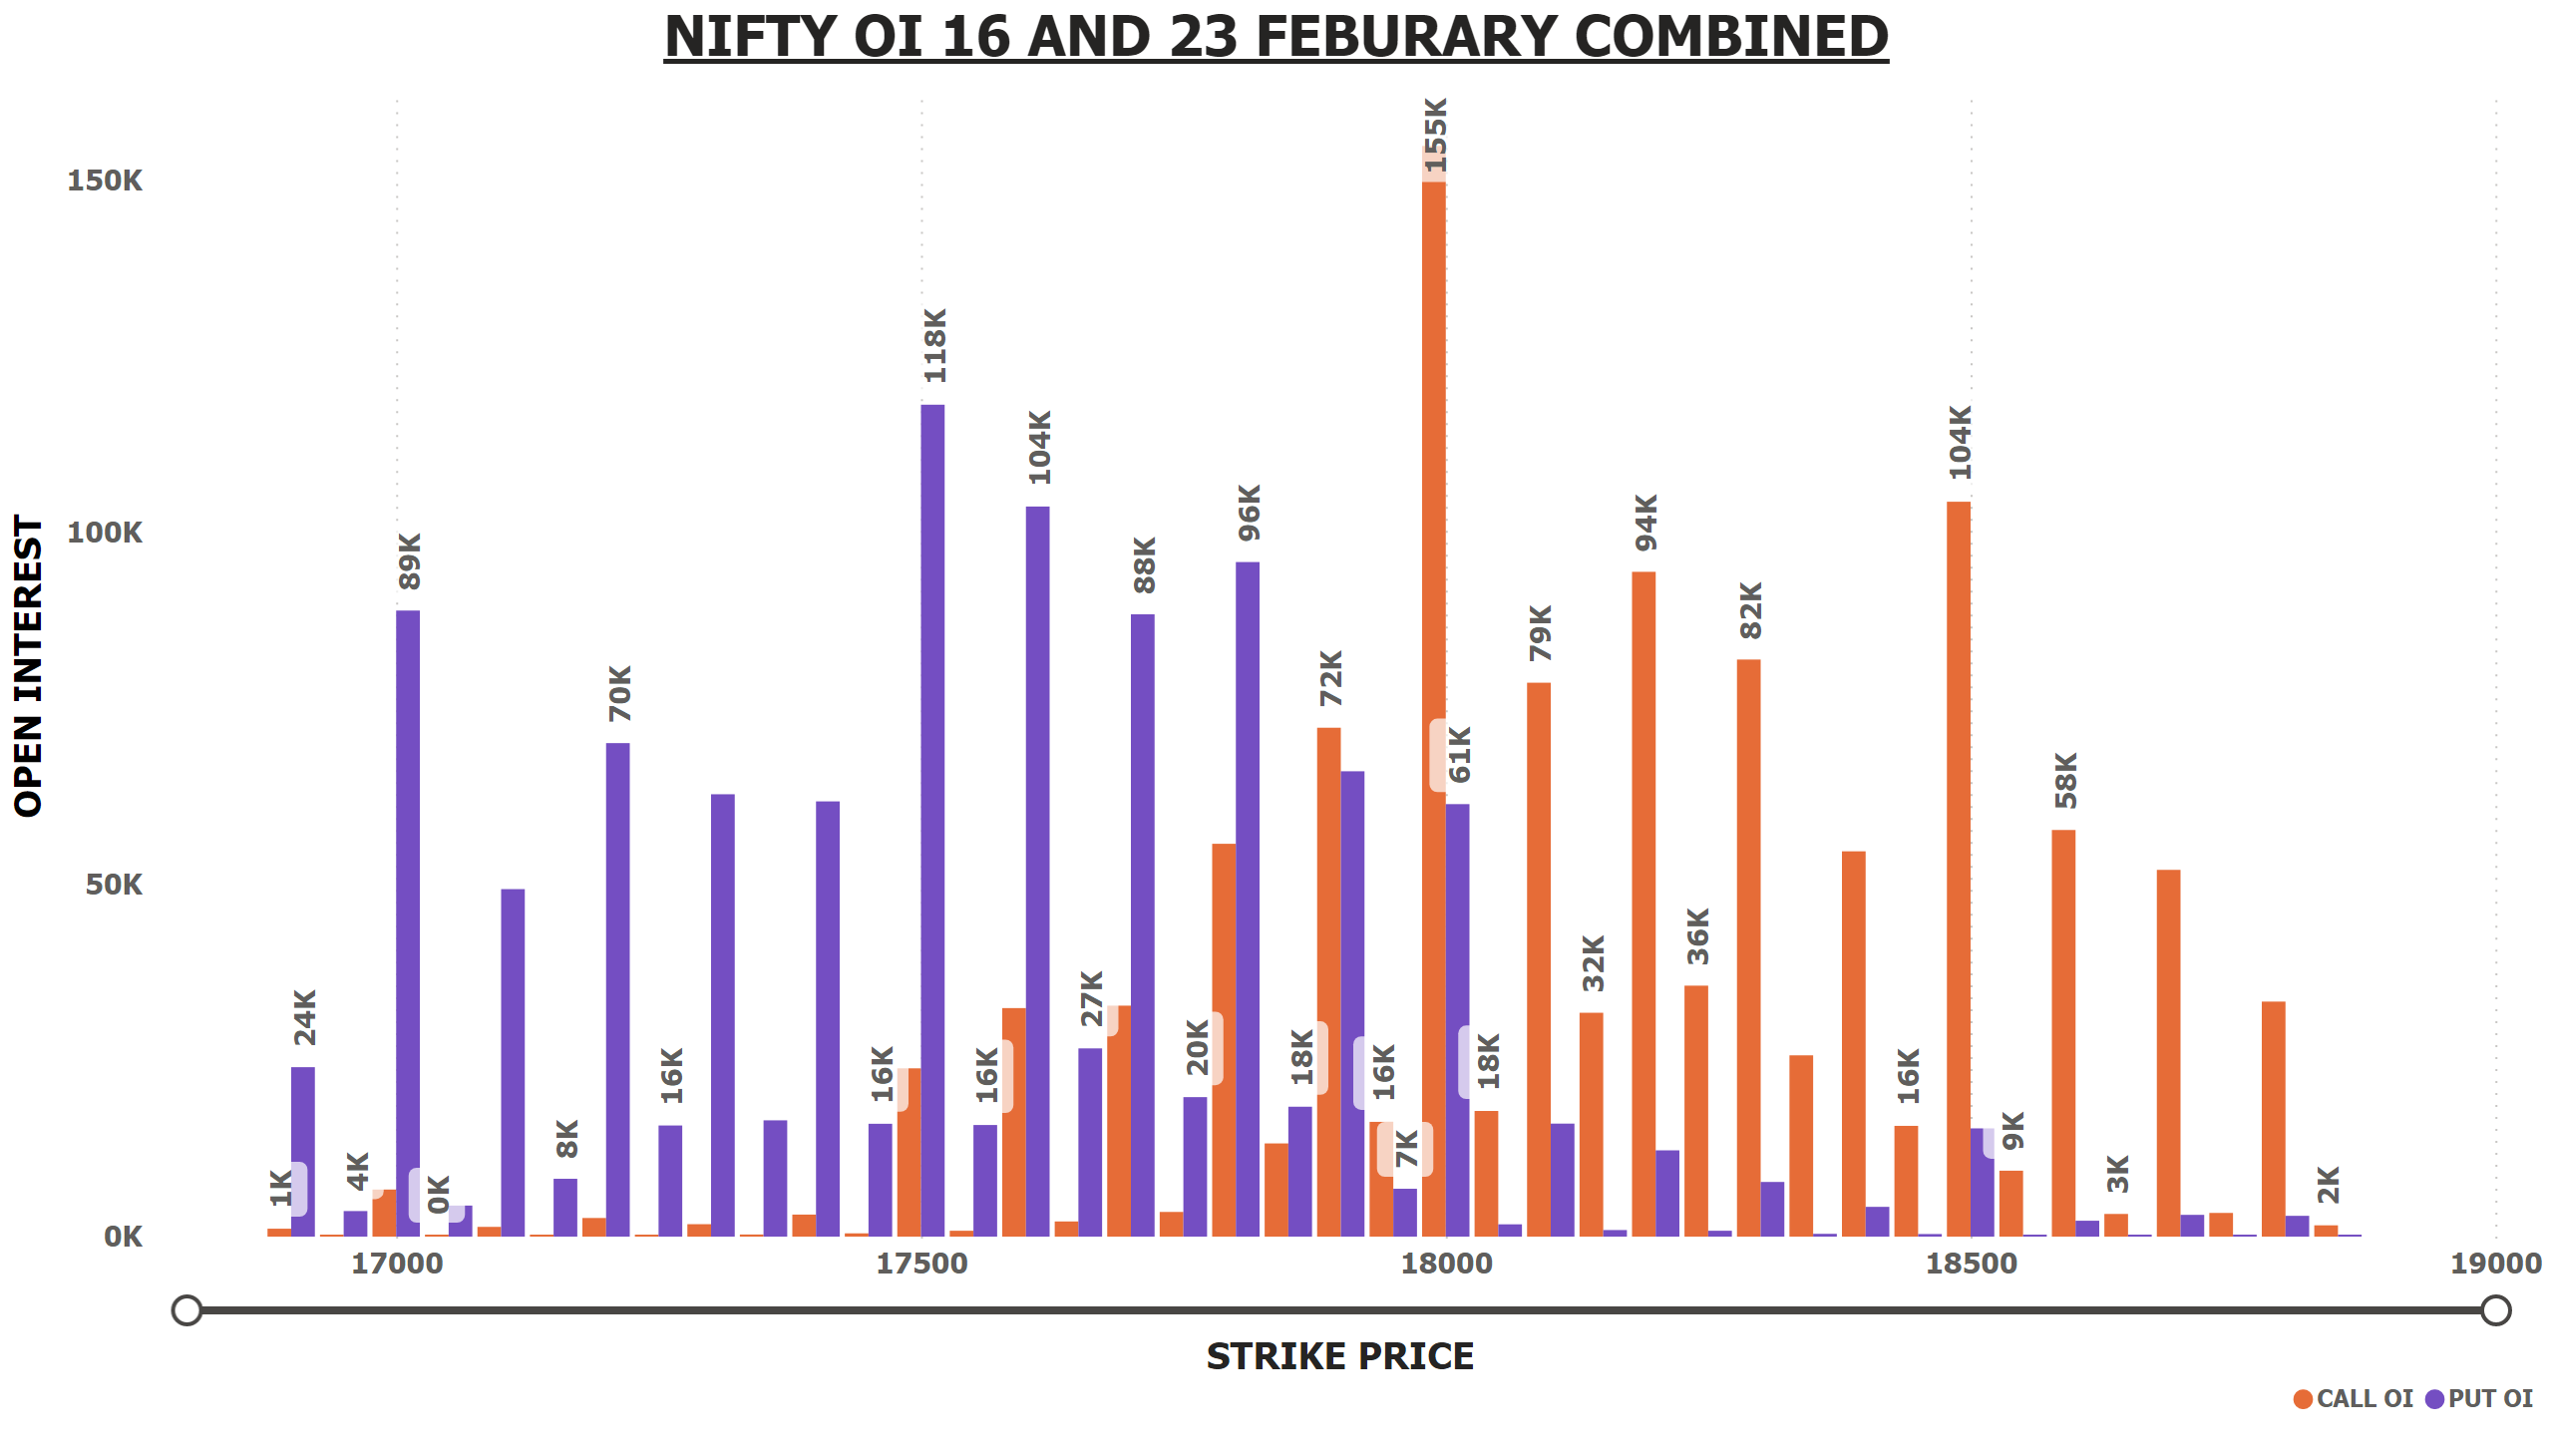 NIFTY OI 16 AND 23 FEBURARY COMBINED
OPEN INTEREST
150K
100K
50K
0K
1K
24K
4K
89K
0K
8K
70K
16K
16K
118K
16K
104K
27K
88K
20K
96K
18K
72K
16K
7K
155K
61K
18K
79K
32K
94K
36K
82K
16K
104K
9K
58K
3K
2K
17000 17500 18000 18500 19000
STRIKE PRICE
CALL OI PUT OI